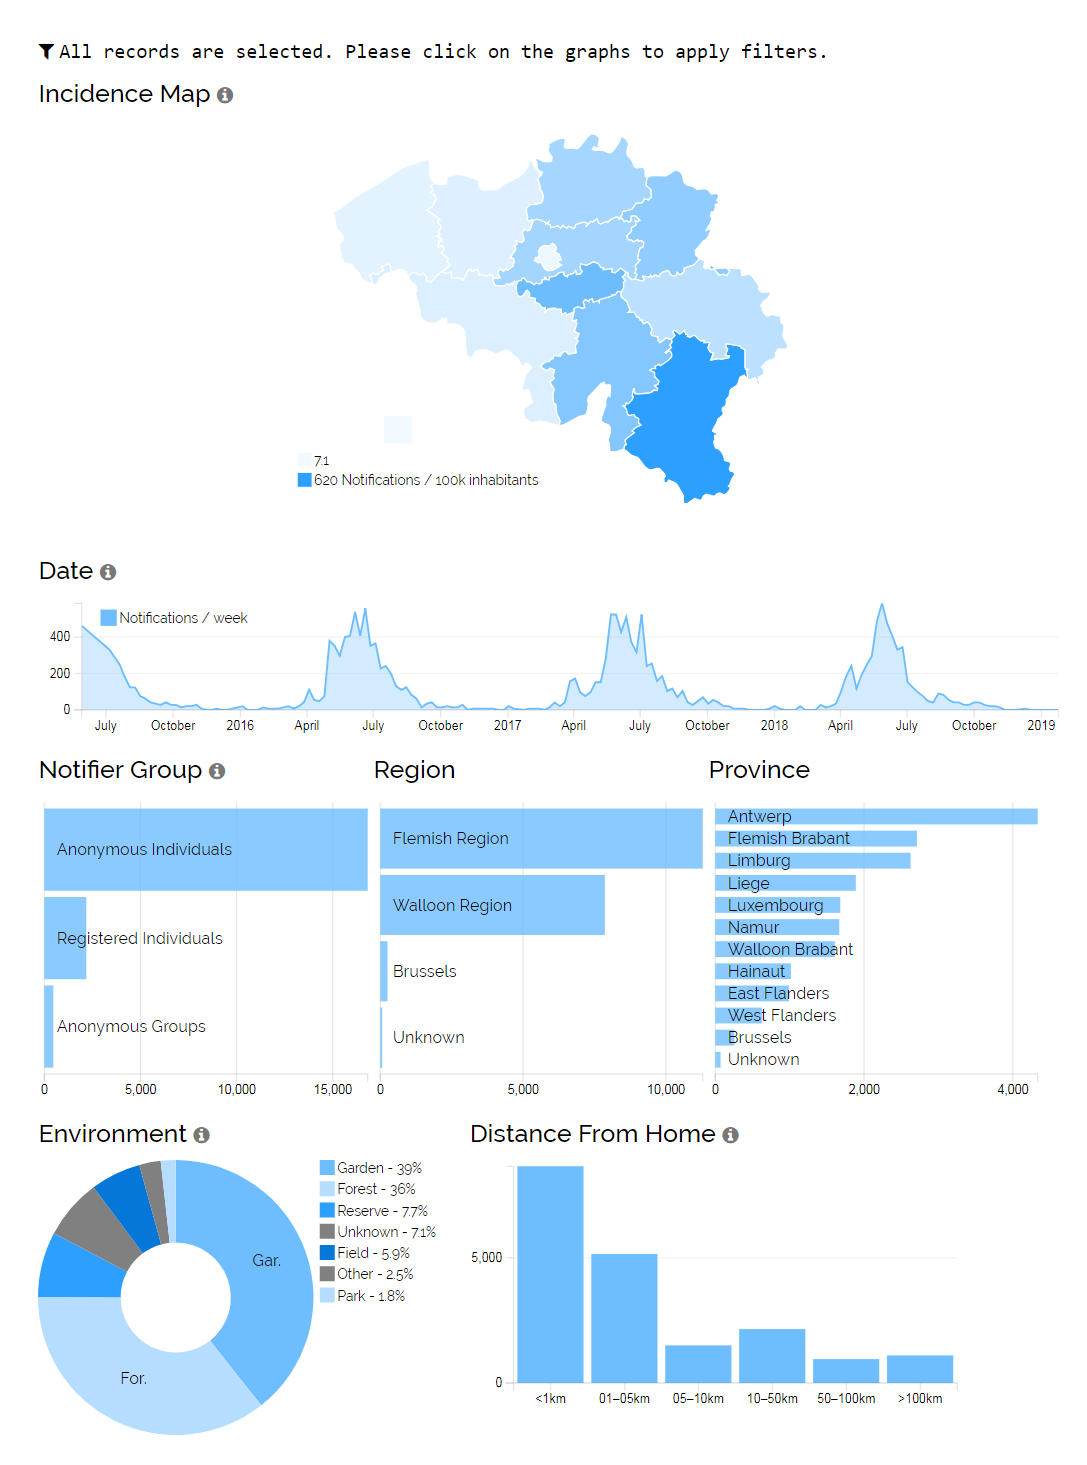 All records are selected. Please click on the graphs to apply filters.
Incidence Map
7.1
620 Notifications / 100k inhabitants
Date
Notifications / week
400
200
0
July October 2016 April July October 2017 April July October 2018 April July October 2019
Notifier Group
Anonymous Individuals
Registered Individuals
Anonymous Groups
0 5,000 10,000 15,000
Region
Flemish Region
Walloon Region
Brussels
Unknown
0 5,000 10,000
Province
Antwerp
Flemish Brabant
Limburg
Liege
Luxembourg
Namur
Walloon Brabant
Hainaut
East Flanders
West Flanders
Brussels
Unknown
0 2,000 4,000
Environment
Gar.
For.
Garden - 39%
Forest - 36%
Reserve - 7.7%
Unknown - 7.1%
Field - 5.9%
Other - 2.5%
Park - 1.8%
Distance From Home
5,000
0
<1km 01–05km 05–10km 10–50km 50–100km >100km